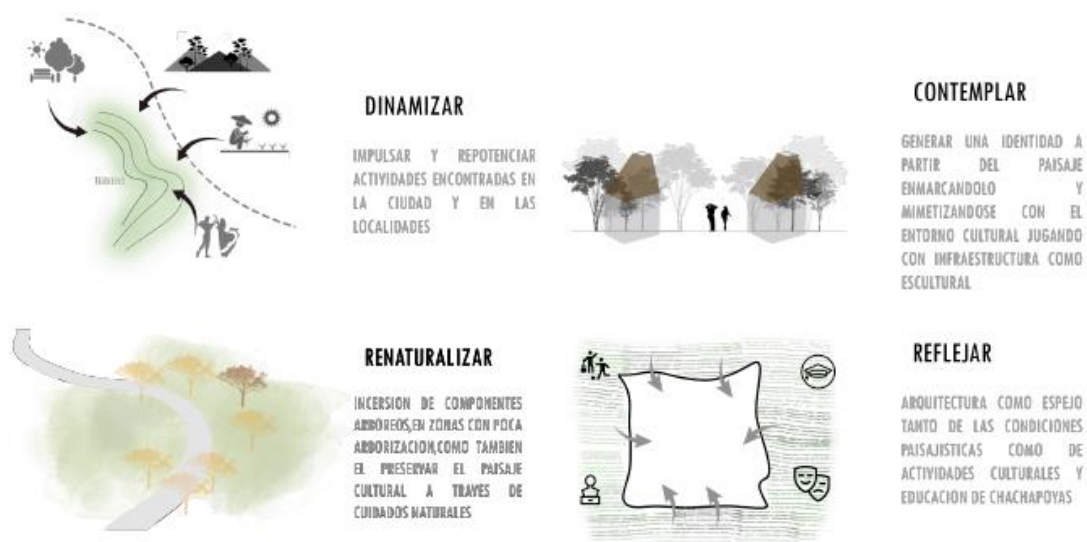 DINAMIZAR
IMPULSAR Y REPOTENCIAR
ACTIVIDADES ENCONTRADAS EN
LA CIUDAD Y EN LAS
LOCALIDADES
CONTEMPLAR
GENERAR UNA IDENTIDAD A
PARTIR DEL PAISAJE
ENMARCANDOLO Y
MIMETIZANDOSE CON EL
ENTORNO CULTURAL JUGANDO
CON INFRAESTRUCTURA COMO
ESCULTURAL
RENATURALIZAR
INCERSION DE COMPONENTES
ARBOREOS,EN ZONAS CON POCA
ARBORIZACION,COMO TAMBIEN
EL PRESERVAR EL PAISAJE
CULTURAL A TRAVES DE
CUIDADOS NATURALES
REFLEJAR
ARQUITECTURA COMO ESPEJO
TANTO DE LAS CONDICIONES
PAISAJISTICAS COMO DE
ACTIVIDADES CULTURALES Y
EDUCACION DE CHACHAPOYAS